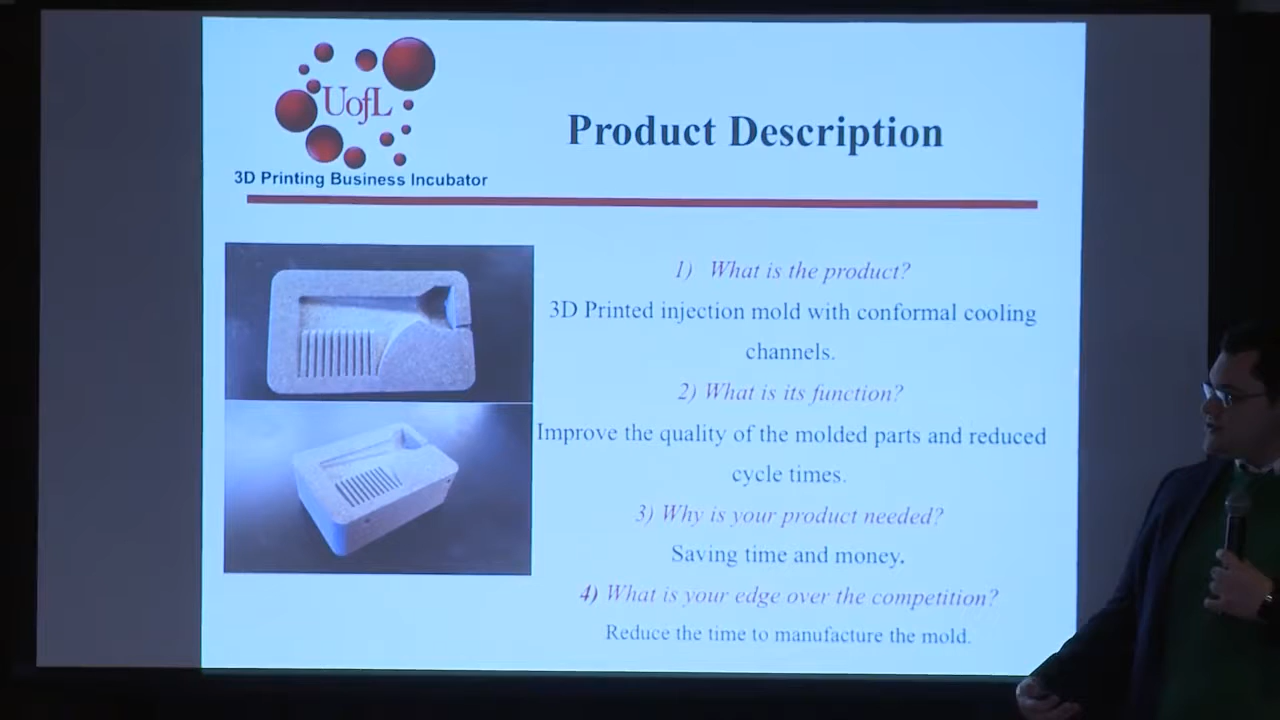 UofL
3D Printing Business Incubator
Product Description
1) What is the product?
3D Printed injection mold with conformal cooling
channels.
2) What is its function?
Improve the quality of the molded parts and reduced
cycle times.
3) Why is your product needed?
Saving time and money.
4) What is your edge over the competition?
Reduce the time to manufacture the mold.